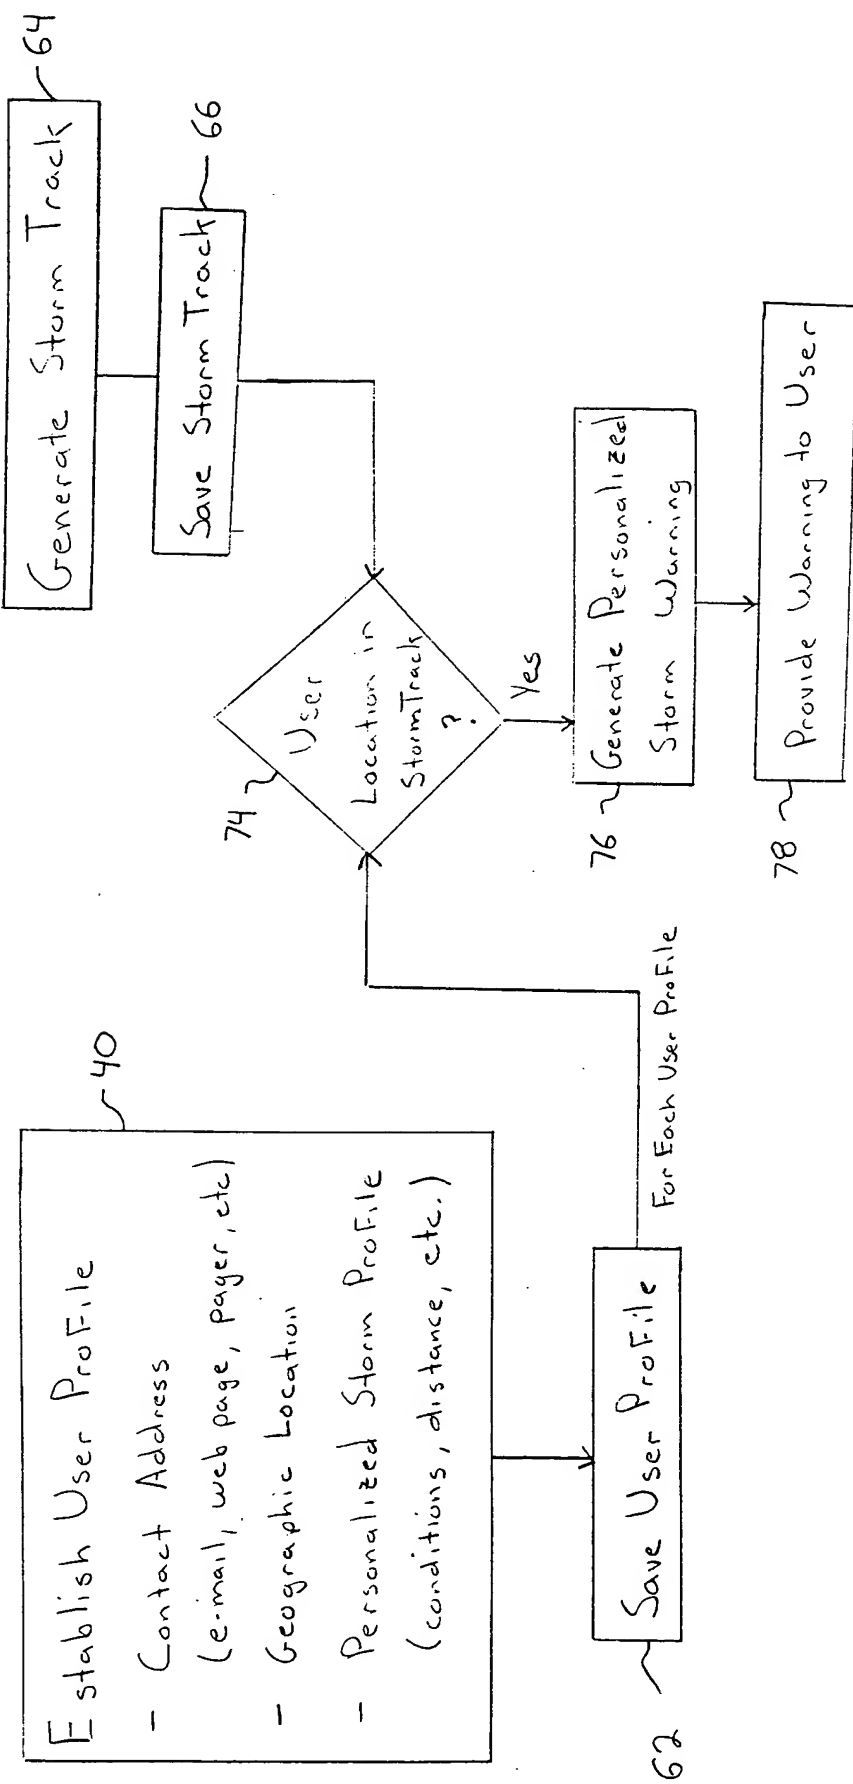 Establish User Profile
40
- Contact Address
(e-mail, web page, pager, etc)
- Geographic Location
- Personalized Storm Profile
(conditions, distance, etc.)
62
Save User Profile
For Each User Profile
Generate Storm Track
64
Save Storm Track
66
74
User
Location in
Storm Track
?
Yes
76
Generate Personalized
Storm Warning
78
Provide Warning to User